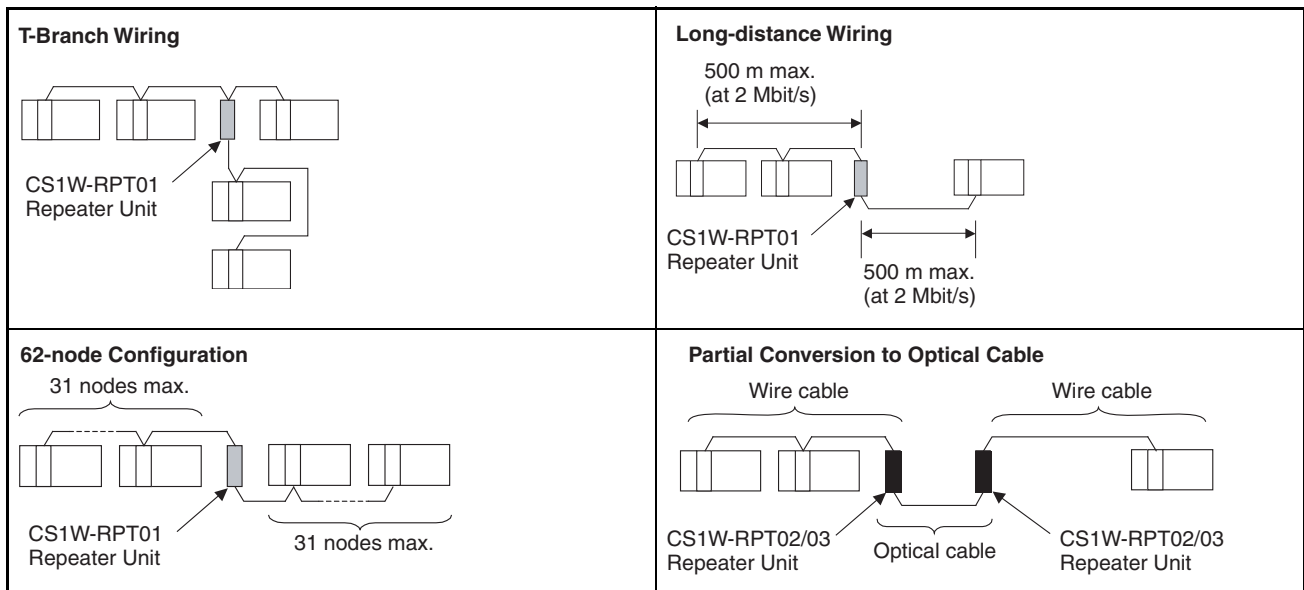 T-Branch Wiring
CS1W-RPT01
Repeater Unit
Long-distance Wiring
500 m max.
(at 2 Mbit/s)
CS1W-RPT01
Repeater Unit
500 m max.
(at 2 Mbit/s)
62-node Configuration
31 nodes max.
CS1W-RPT01
Repeater Unit
31 nodes max.
Partial Conversion to Optical Cable
Wire cable
Wire cable
CS1W-RPT02/03
Repeater Unit
Optical cable
CS1W-RPT02/03
Repeater Unit